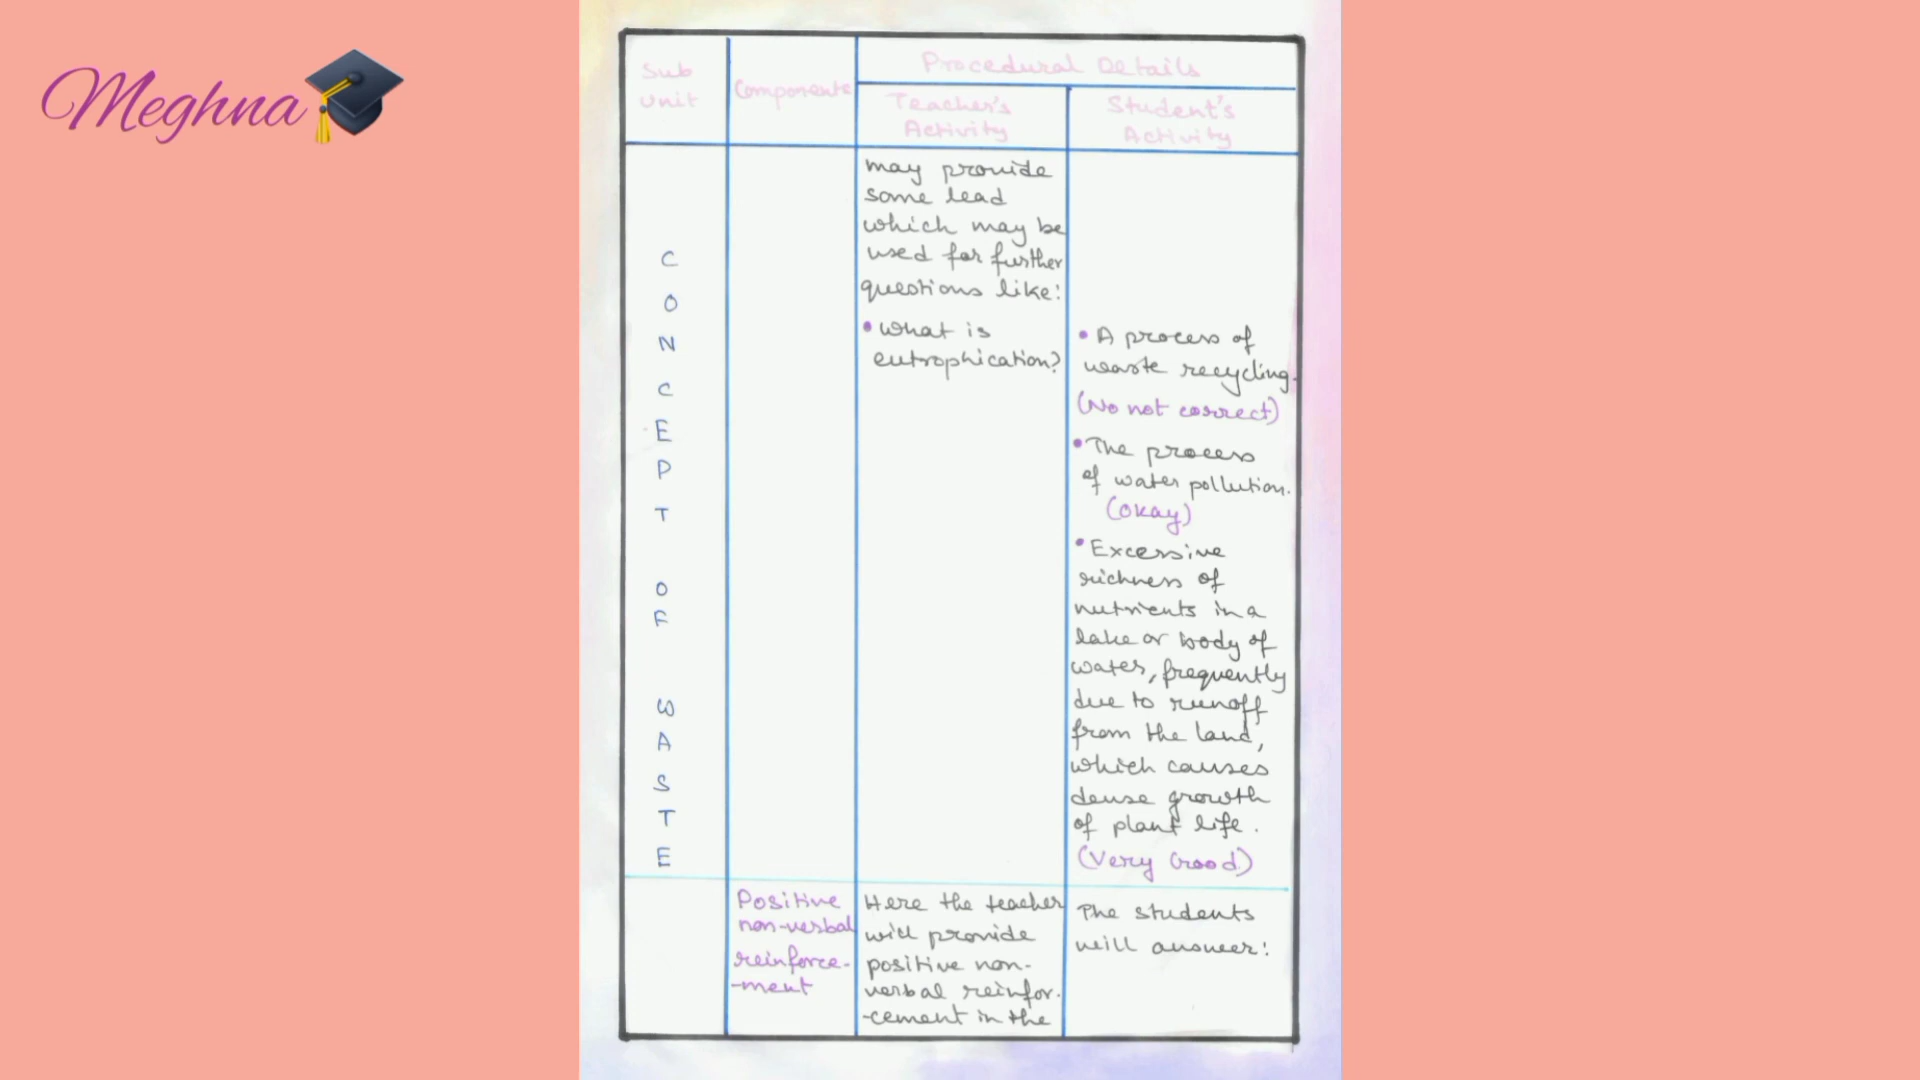 Meghna
Sub
Unit
Components
Procedural Details
Teacher's
Activity
Student's
Activity
C
O
N
C
E
P
T
O
F
W
A
S
T
E
may provide
some lead
which may be
used for further
questions like:
• What is
eutrophication?
• A process of
waste recycling.
(No not correct)
• The process
of water pollution.
(Okay)
• Excessive
richness of
nutrients in a
lake or body of
water, frequently
due to runoff
from the land,
which causes
dense growth
of plant life.
(Very Good)
Positive
non-verbal
reinforce-
-ment
Here the teacher
will provide
positive non-
verbal reinfor-
-cement in the
The students
will answer: